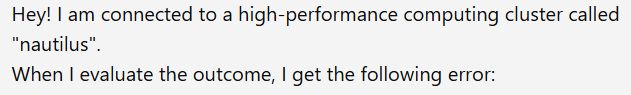 Hey! I am connected to a high-performance computing cluster called
"nautilus".
When I evaluate the outcome, I get the following error: